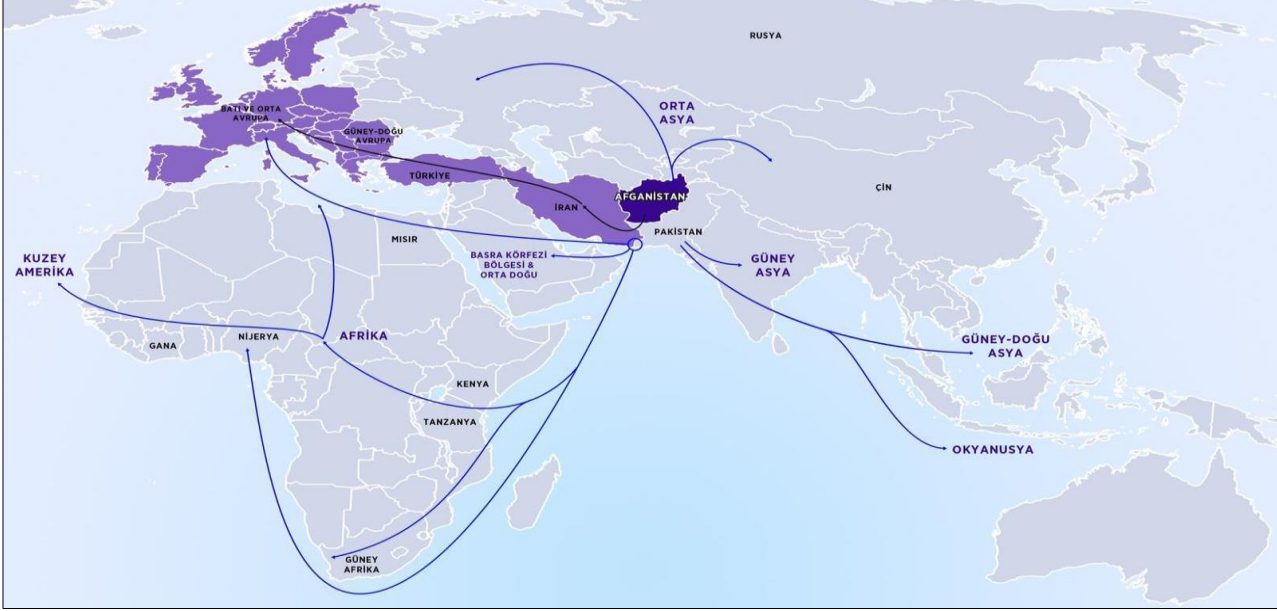 RUSYA
ORTA
ASYA
BATI VE ORTA
AVRUPA
GÜNEY-DOĞU
AVRUPA
TÜRKİYE
İRAN
AFGANİSTAN
ÇİN
PAKİSTAN
MISIR
BASRA KÖRFEZİ
BÖLGESİ &
ORTA DOĞU
GÜNEY
ASYA
KUZEY
AMERİKA
GANA
NİJERYA
AFRİKA
GÜNEY-DOĞU
ASYA
KENYA
TANZANYA
OKYANUSYA
GÜNEY
AFRİKA